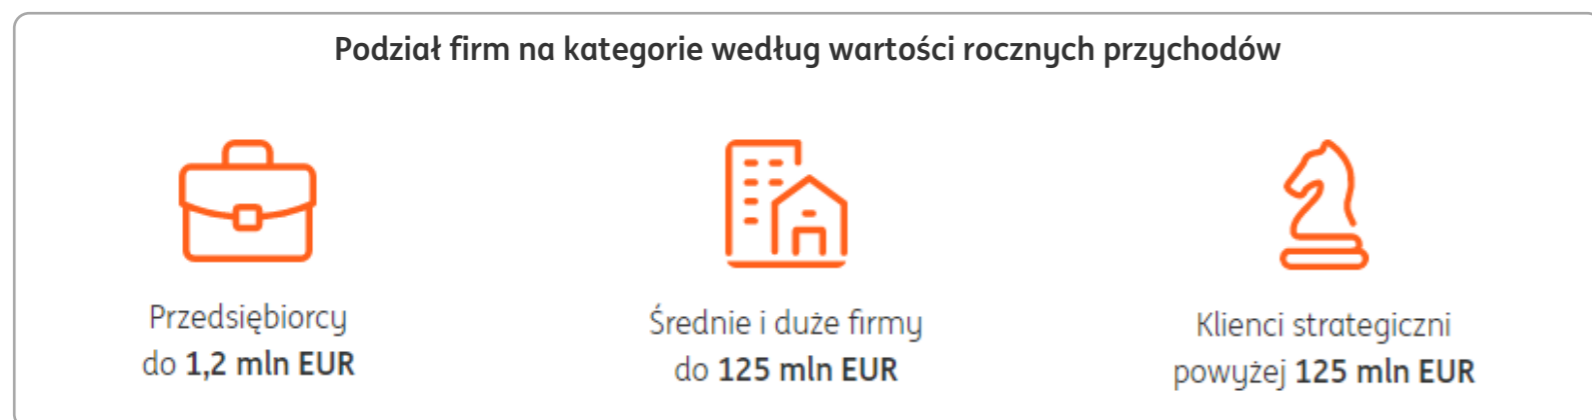 Podział firm na kategorie według wartości rocznych przychodów
Przedsiębiorcy
do 1,2 mln EUR
Średnie i duże firmy
do 125 mln EUR
Klienci strategiczni
powyżej 125 mln EUR